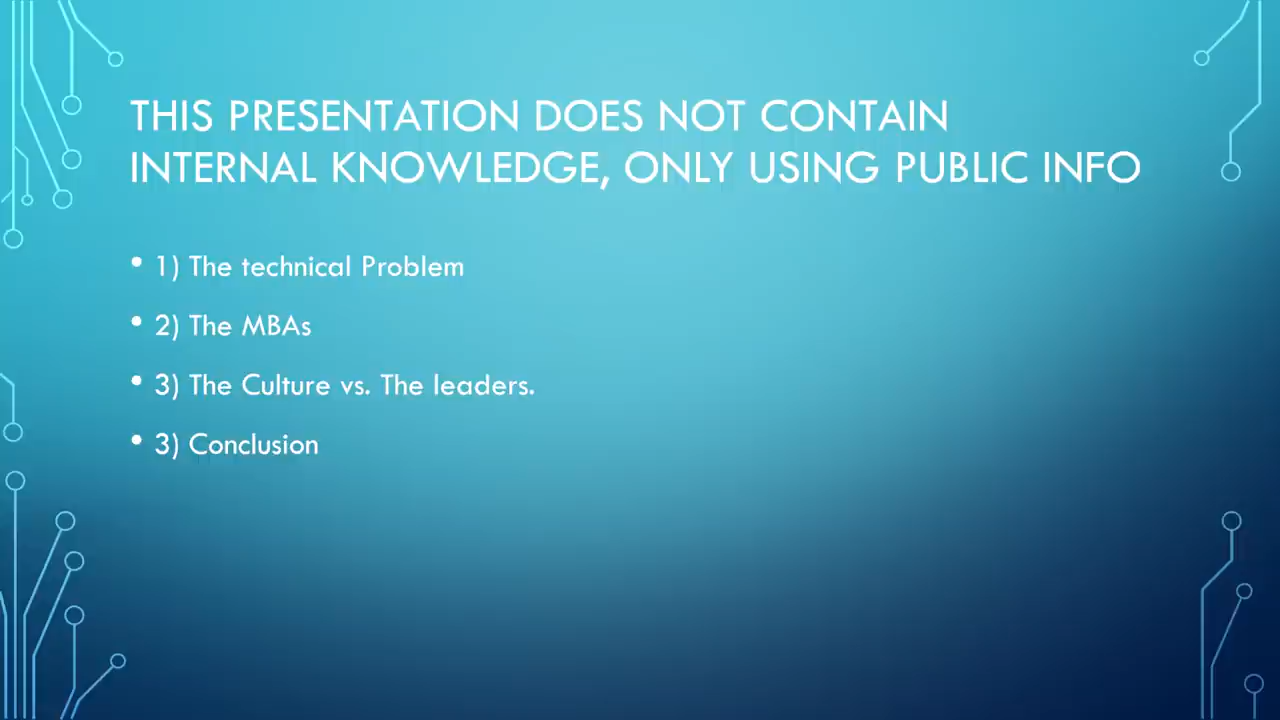 THIS PRESENTATION DOES NOT CONTAIN
INTERNAL KNOWLEDGE, ONLY USING PUBLIC INFO
• 1) The technical Problem
• 2) The MBAs
• 3) The Culture vs. The leaders.
• 3) Conclusion